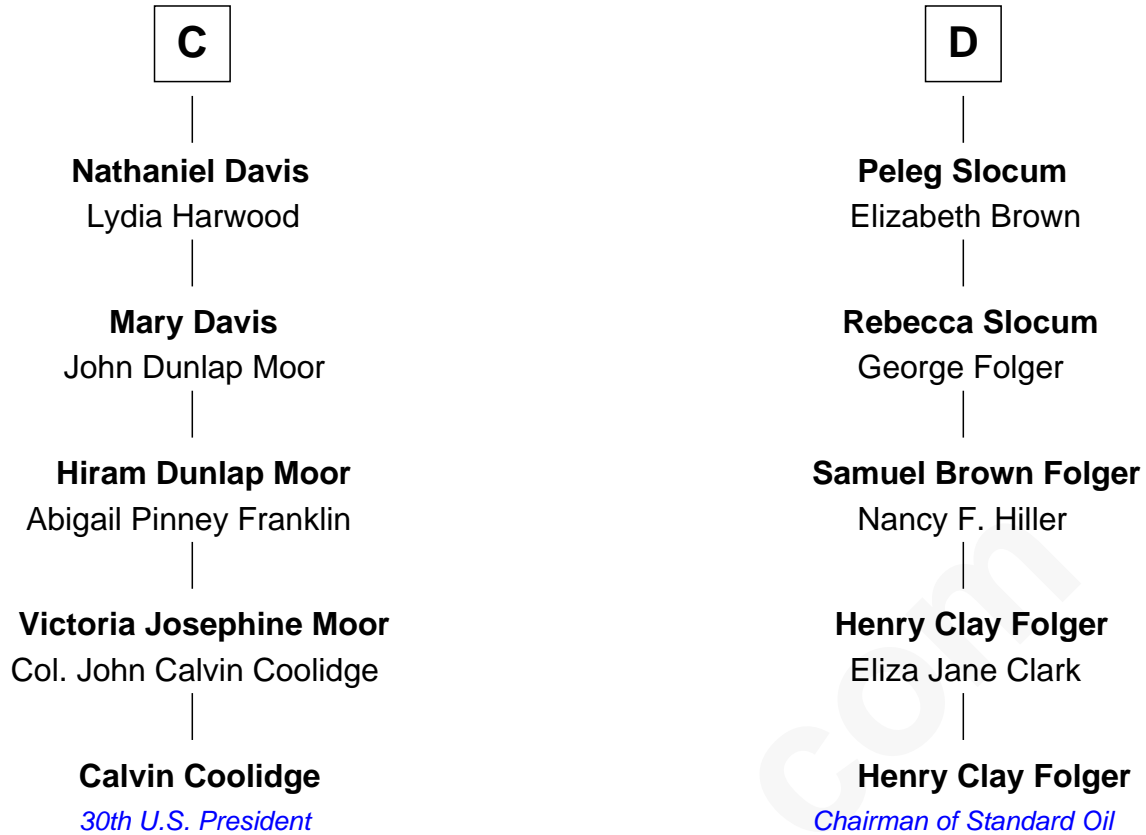 C
Nathaniel Davis
Lydia Harwood
Mary Davis
John Dunlap Moor
Hiram Dunlap Moor
Abigail Pinney Franklin
Victoria Josephine Moor
Col. John Calvin Coolidge
Calvin Coolidge
30th U.S. President
D
Peleg Slocum
Elizabeth Brown
Rebecca Slocum
George Folger
Samuel Brown Folger
Nancy F. Hiller
Henry Clay Folger
Eliza Jane Clark
Henry Clay Folger
Chairman of Standard Oil
com